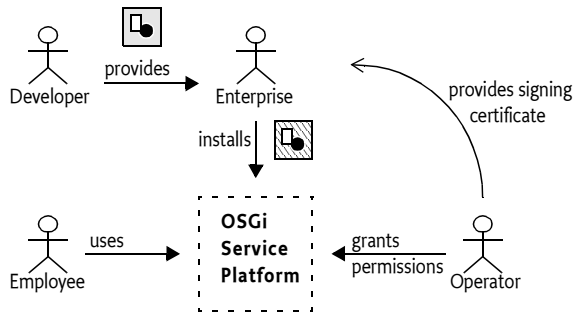 provides
Developer
Enterprise
provides signing
certificate
installs
OSGi
Service
Platform
uses
grants
permissions
Employee
Operator